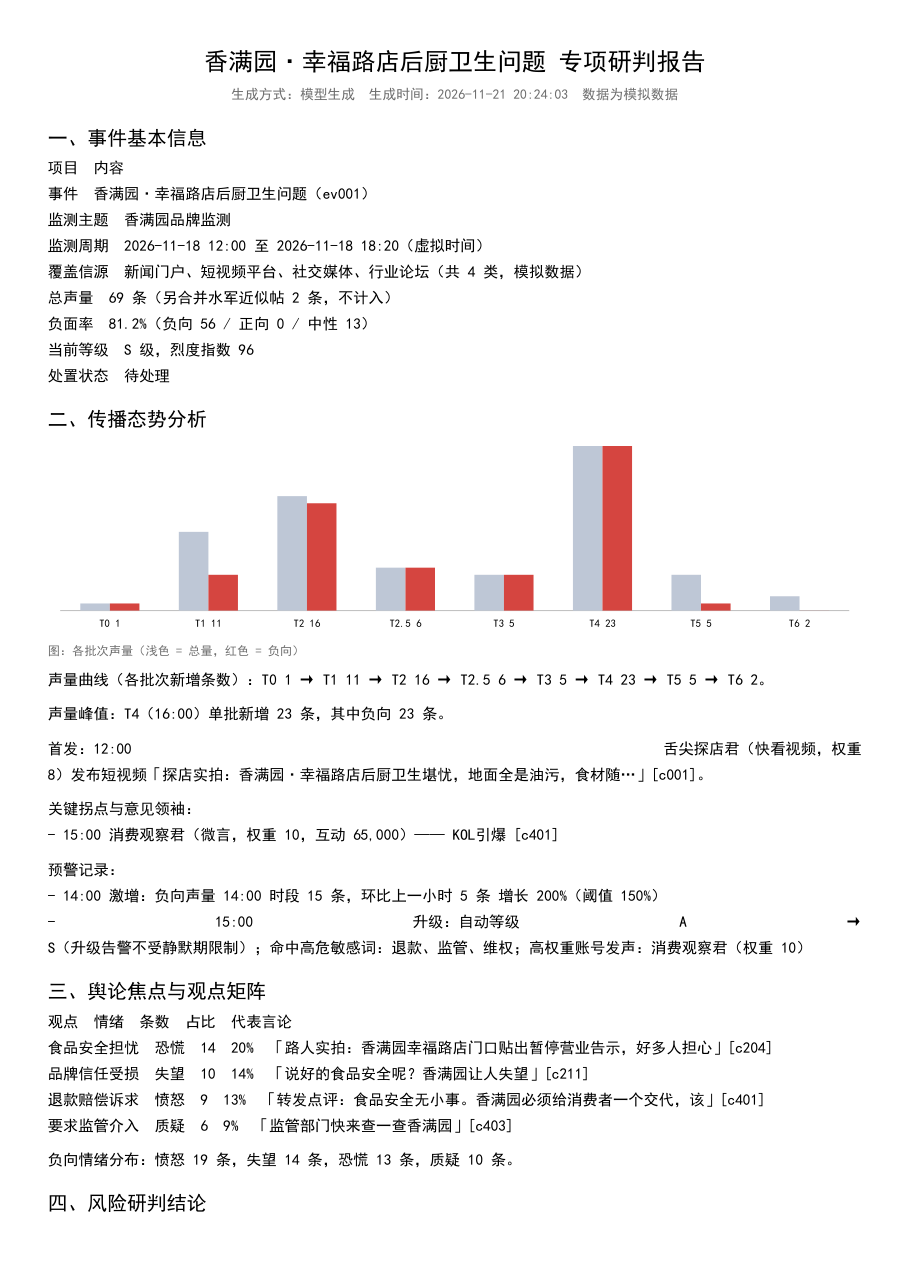 香满园·幸福路店后厨卫生问题 专项研判报告
生成方式：模型生成 生成时间：2026-11-21 20:24:03 数据为模拟数据
一、事件基本信息
项目 内容
事件 香满园·幸福路店后厨卫生问题（ev001）
监测主题 香满园品牌监测
监测周期 2026-11-18 12:00 至 2026-11-18 18:20（虚拟时间）
覆盖信源 新闻门户、短视频平台、社交媒体、行业论坛（共 4 类，模拟数据）
总声量 69 条（另合并水军近似帖 2 条，不计入）
负面率 81.2%（负向 56 / 正向 0 / 中性 13）
当前等级 S 级，烈度指数 96
处置状态 待处理
二、传播态势分析
T0 1 T1 11 T2 16 T2.5 6 T3 5 T4 23 T5 5 T6 2
图：各批次声量（浅色 = 总量，红色 = 负向）
声量曲线（各批次新增条数）：T0 1 → T1 11 → T2 16 → T2.5 6 → T3 5 → T4 23 → T5 5 → T6 2。
声量峰值：T4（16:00）单批新增 23 条，其中负向 23 条。
首发：12:00 舌尖探店君（快看视频，权重
8）发布短视频「探店实拍：香满园·幸福路店后厨卫生堪忧，地面全是油污，食材随…」[c001]。
关键拐点与意见领袖：
- 15:00 消费观察君（微言，权重 10，互动 65,000）—— KOL引爆 [c401]
预警记录：
- 14:00 激增：负向声量 14:00 时段 15 条，环比上一小时 5 条 增长 200%（阈值 150%）
- 15:00 升级：自动等级 A →
S（升级告警不受静默期限制）；命中高危敏感词：退款、监管、维权；高权重账号发声：消费观察君（权重 10）
三、舆论焦点与观点矩阵
观点 情绪 条数 占比 代表言论
食品安全担忧 恐慌 14 20% 「路人实拍：香满园幸福路店门口贴出暂停营业告示，好多人担心」[c204]
品牌信任受损 失望 10 14% 「说好的食品安全呢？香满园让人失望」[c211]
退款赔偿诉求 愤怒 9 13% 「转发点评：食品安全无小事。香满园必须给消费者一个交代，该」[c401]
要求监管介入 质疑 6 9% 「监管部门快来查一查香满园」[c403]
负向情绪分布：愤怒 19 条，失望 14 条，恐慌 13 条，质疑 10 条。
四、风险研判结论